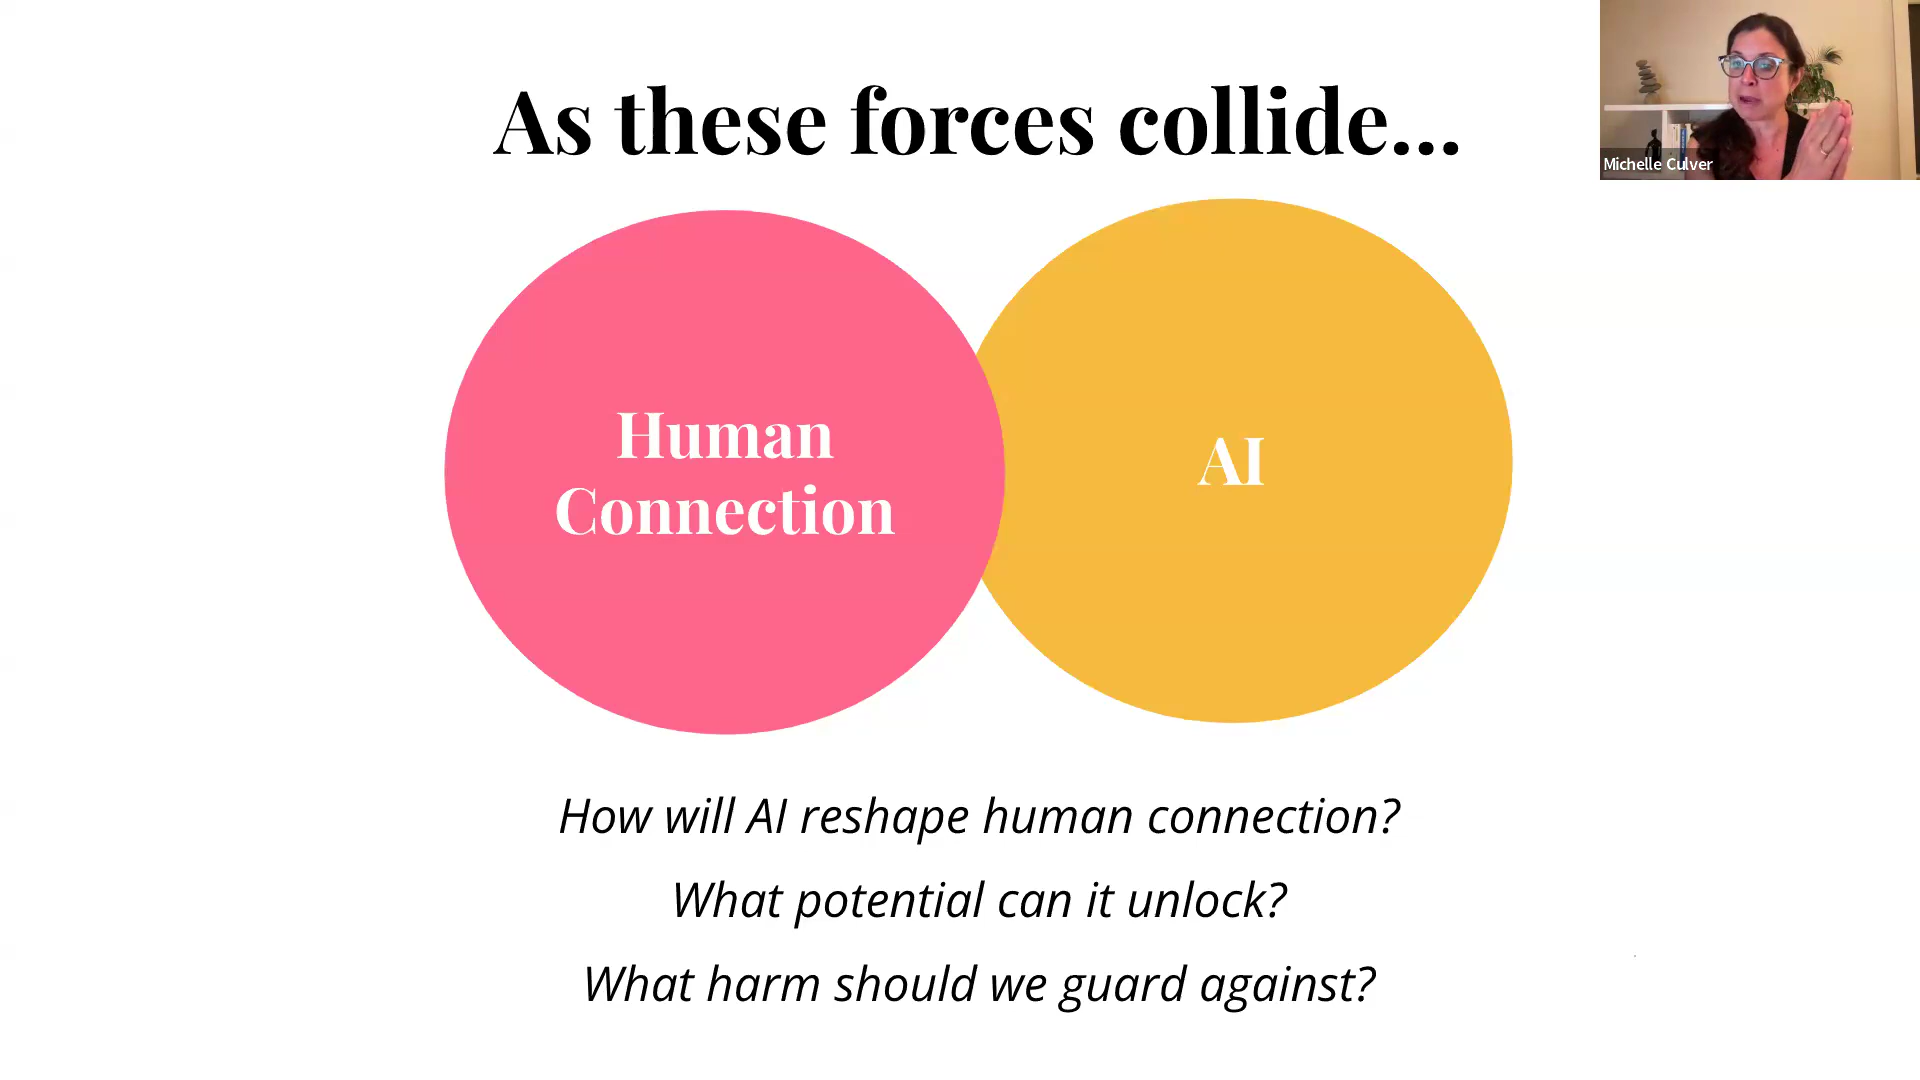 As these forces collide...
Michelle Culver
Human
Connection
AI
How will AI reshape human connection?
What potential can it unlock?
What harm should we guard against?